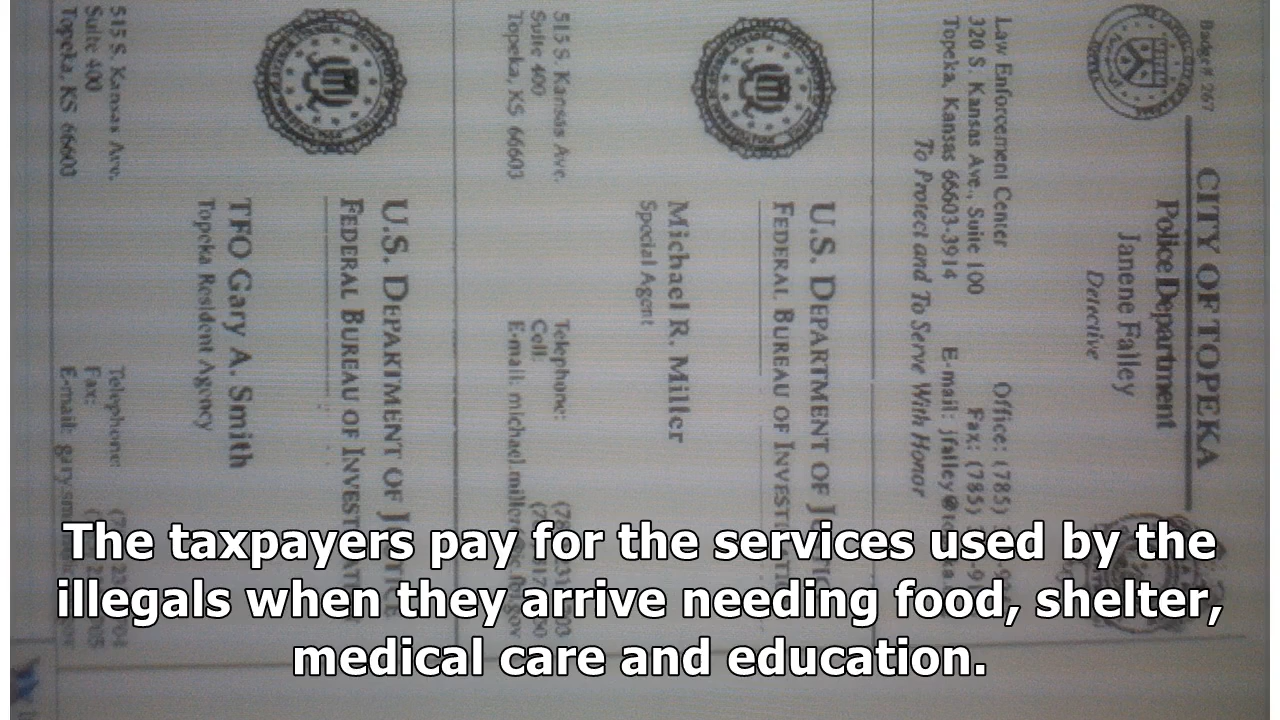 Badge# 267
CITY OF TOPEKA
Police Department
Janene Falley
Detective
Law Enforcement Center
Office: (785)
320 S. Kansas Ave., Suite 100
Fax: (785)
Topeka, Kansas 66603-3914
E-mail:
To Protect and To Serve With Honor
U.S. DEPARTMENT OF
FEDERAL BUREAU OF
Michael R. Miller
Special Agent
515 S. Kansas Ave.
Telephone:
Suite 400
Cell:
Topeka, KS 66603
E-mail:
U.S. DEPARTMENT OF
FEDERAL BUREAU OF
TFO Gary A. Smith
Topeka Resident Agency
515 S. Kansas Ave.
Telephone:
Suite 400
Fax:
Topeka, KS 66603
E-mail:
The taxpayers pay for the services used by the
illegals when they arrive needing food, shelter,
medical care and education.